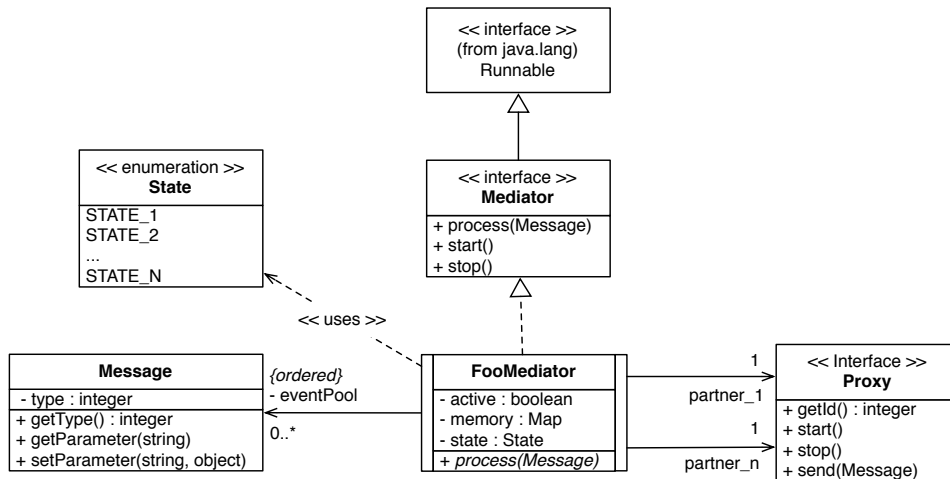 << interface >>
(from java.lang)
Runnable
<< enumeration >>
State
STATE_1
STATE_2
...
STATE_N
<< interface >>
Mediator
+ process(Message)
+ start()
+ stop()
<< uses >>
Message
- type : integer
+ getType() : integer
+ getParameter(string)
+ setParameter(string, object)
{ordered}
- eventPool
0..*
FooMediator
- active : boolean
- memory : Map
- state : State
+ process(Message)
1
partner_1
1
partner_n
<< Interface >>
Proxy
+ getId() : integer
+ start()
+ stop()
+ send(Message)